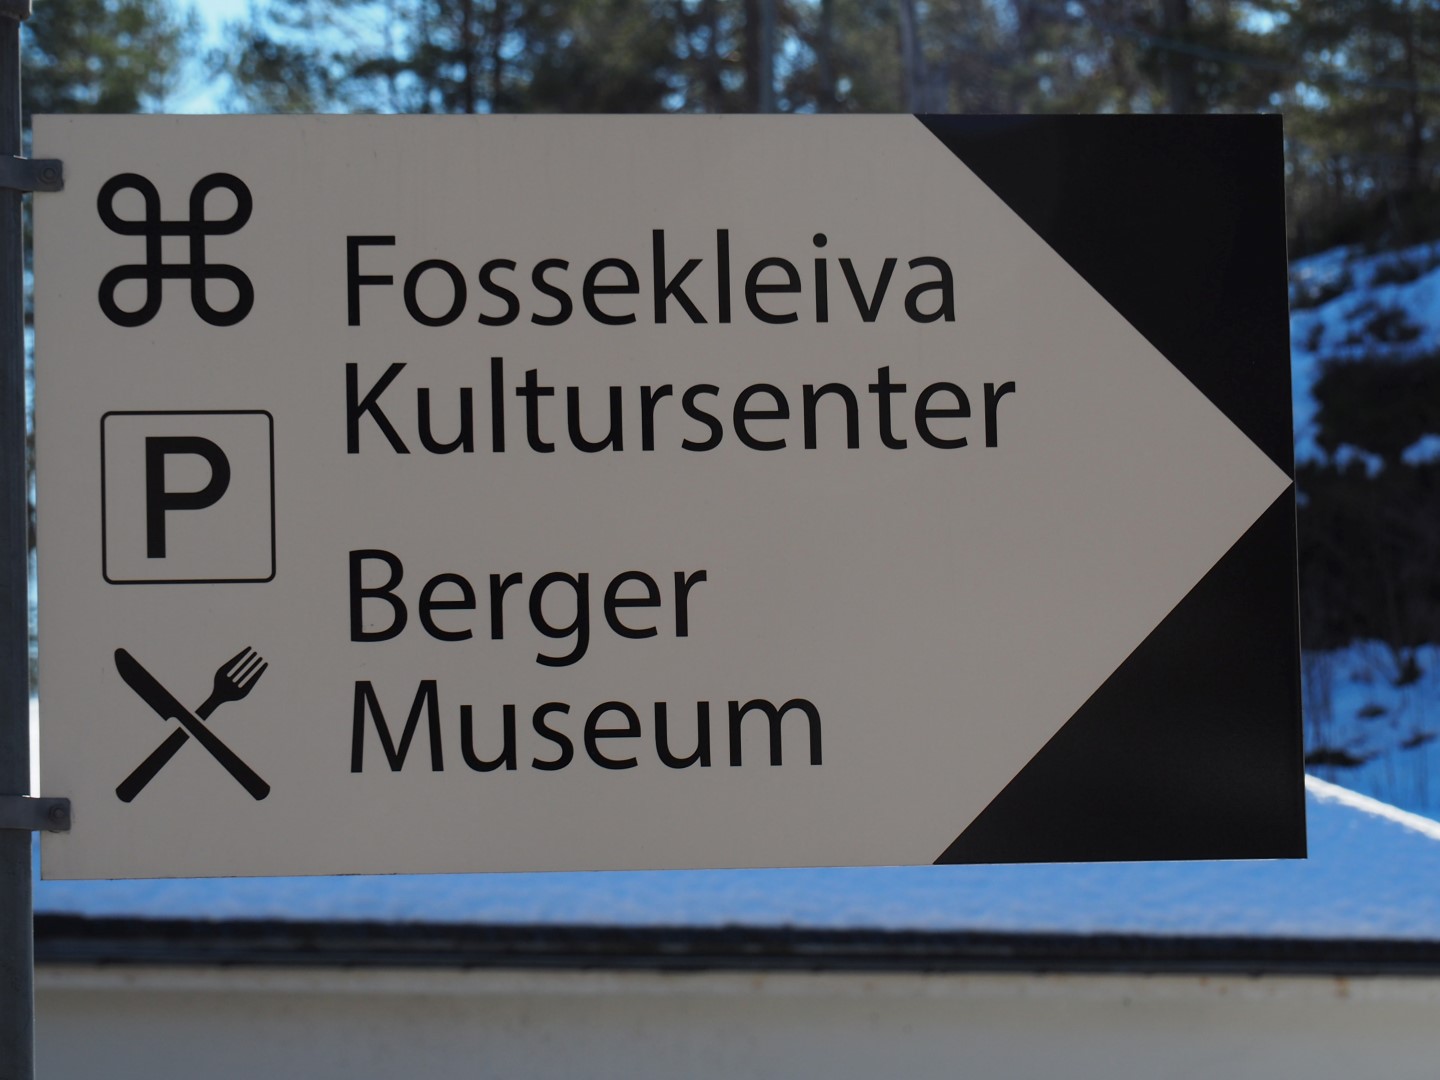 Fossekleiva
Kultursenter
P
Berger
Museum